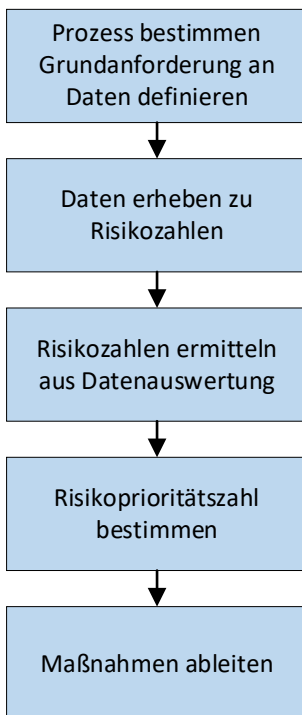 Prozess bestimmen
Grundanforderung an
Daten definieren
Daten erheben zu
Risikozahlen
Risikozahlen ermitteln
aus Datenauswertung
Risikoprioritätszahl
bestimmen
Maßnahmen ableiten